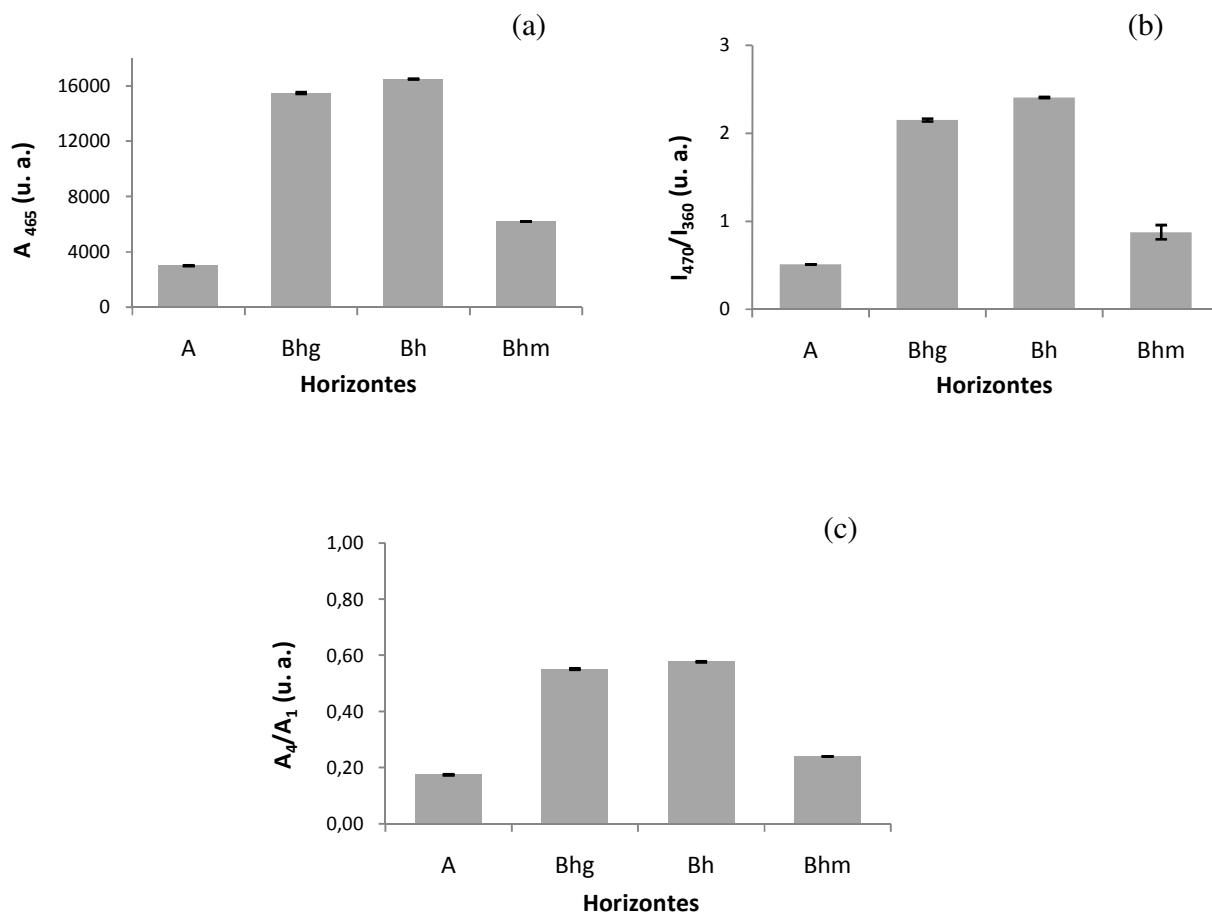 (a)
A 465 (u. a.)
16000
12000
8000
4000
0
A Bhg Bh Bhm
Horizontes
(b)
I470/I360 (u. a.)
3
2
1
0
A Bhg Bh Bhm
Horizontes
(c)
A4/A1 (u. a.)
1,00
0,80
0,60
0,40
0,20
0,00
A Bhg Bh Bhm
Horizontes